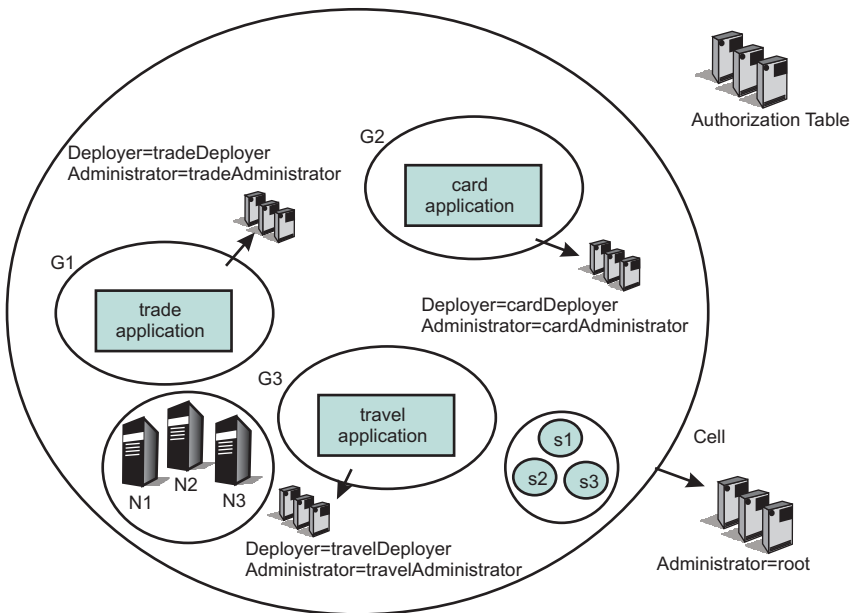 Authorization Table
Deployer=tradeDeployer
Administrator=tradeAdministrator
G2
card
application
G1
trade
application
Deployer=cardDeployer
Administrator=cardAdministrator
G3
travel
application
N1
N2
N3
s1
s2
s3
Cell
Deployer=travelDeployer
Administrator=travelAdministrator
Administrator=root